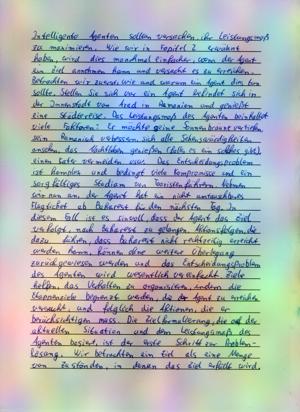 Intelligente Agenten sollen versuchen, ihr Leistungsmaß
zu maximieren. Wie wir in Kapitel 2 erwähnt
haben, wird dies manchmal einfacher, wenn der Agent
ein Ziel annehmen kann und versucht es zu erreichen.
Betrachten wir zuerst wie und warum ein Agent dies tun
sollte. Stellen Sie sich vor ein Agent befindet sich in
der Innenstadt von Arad in Rumänien und genießt
eine Städtereise. Das Leistungsmaß des Agenten beinhaltet
viele Faktoren: Er möchte seine Sonnenbräune vertiefen
sein Rumänisch verbessern, sich alle Sehenswürdigkeiten
ansehen das Nachtleben genießen (falls es ein solches gibt)
einen Kater vermeiden usw. Das Entscheidungsproblem
ist komplex und bedingt viele Kompromisse und ein
sorgfältiges Studium von Touristenführern. Nehmen
wir nun an, der Agent hat ein nicht umtauschbares
Flugticket ab Bukarest für den nächsten Tag. In
diesem Fall ist es sinnvoll dass der Agent das Ziel
verfolgt, nach Bukarest zu gelangen. Aktionsfolgen, die
dazu führen, dass Bukarest nicht rechtzeitig erreicht
werden kann, können ohne weitere Überlegung
zurückgewiesen werden und das Entscheidungsproblem
des Agenten wird wesentlich vereinfacht. Ziele
helfen, das Verhalten zu organisieren, indem die
begrenzt werden, die der Agent zu erreichen
versucht, und folglich die Aktionen, die er
berücksichtigen muss. Die Zielformulierung, die auf der
aktuellen Situation und dem Leistungsmaß des
Agenten basiert, ist der erste Schritt zur Problem-
lösung. Wir betrachten ein Ziel als eine Menge
von Zuständen, in denen das Ziel erfüllt wird.